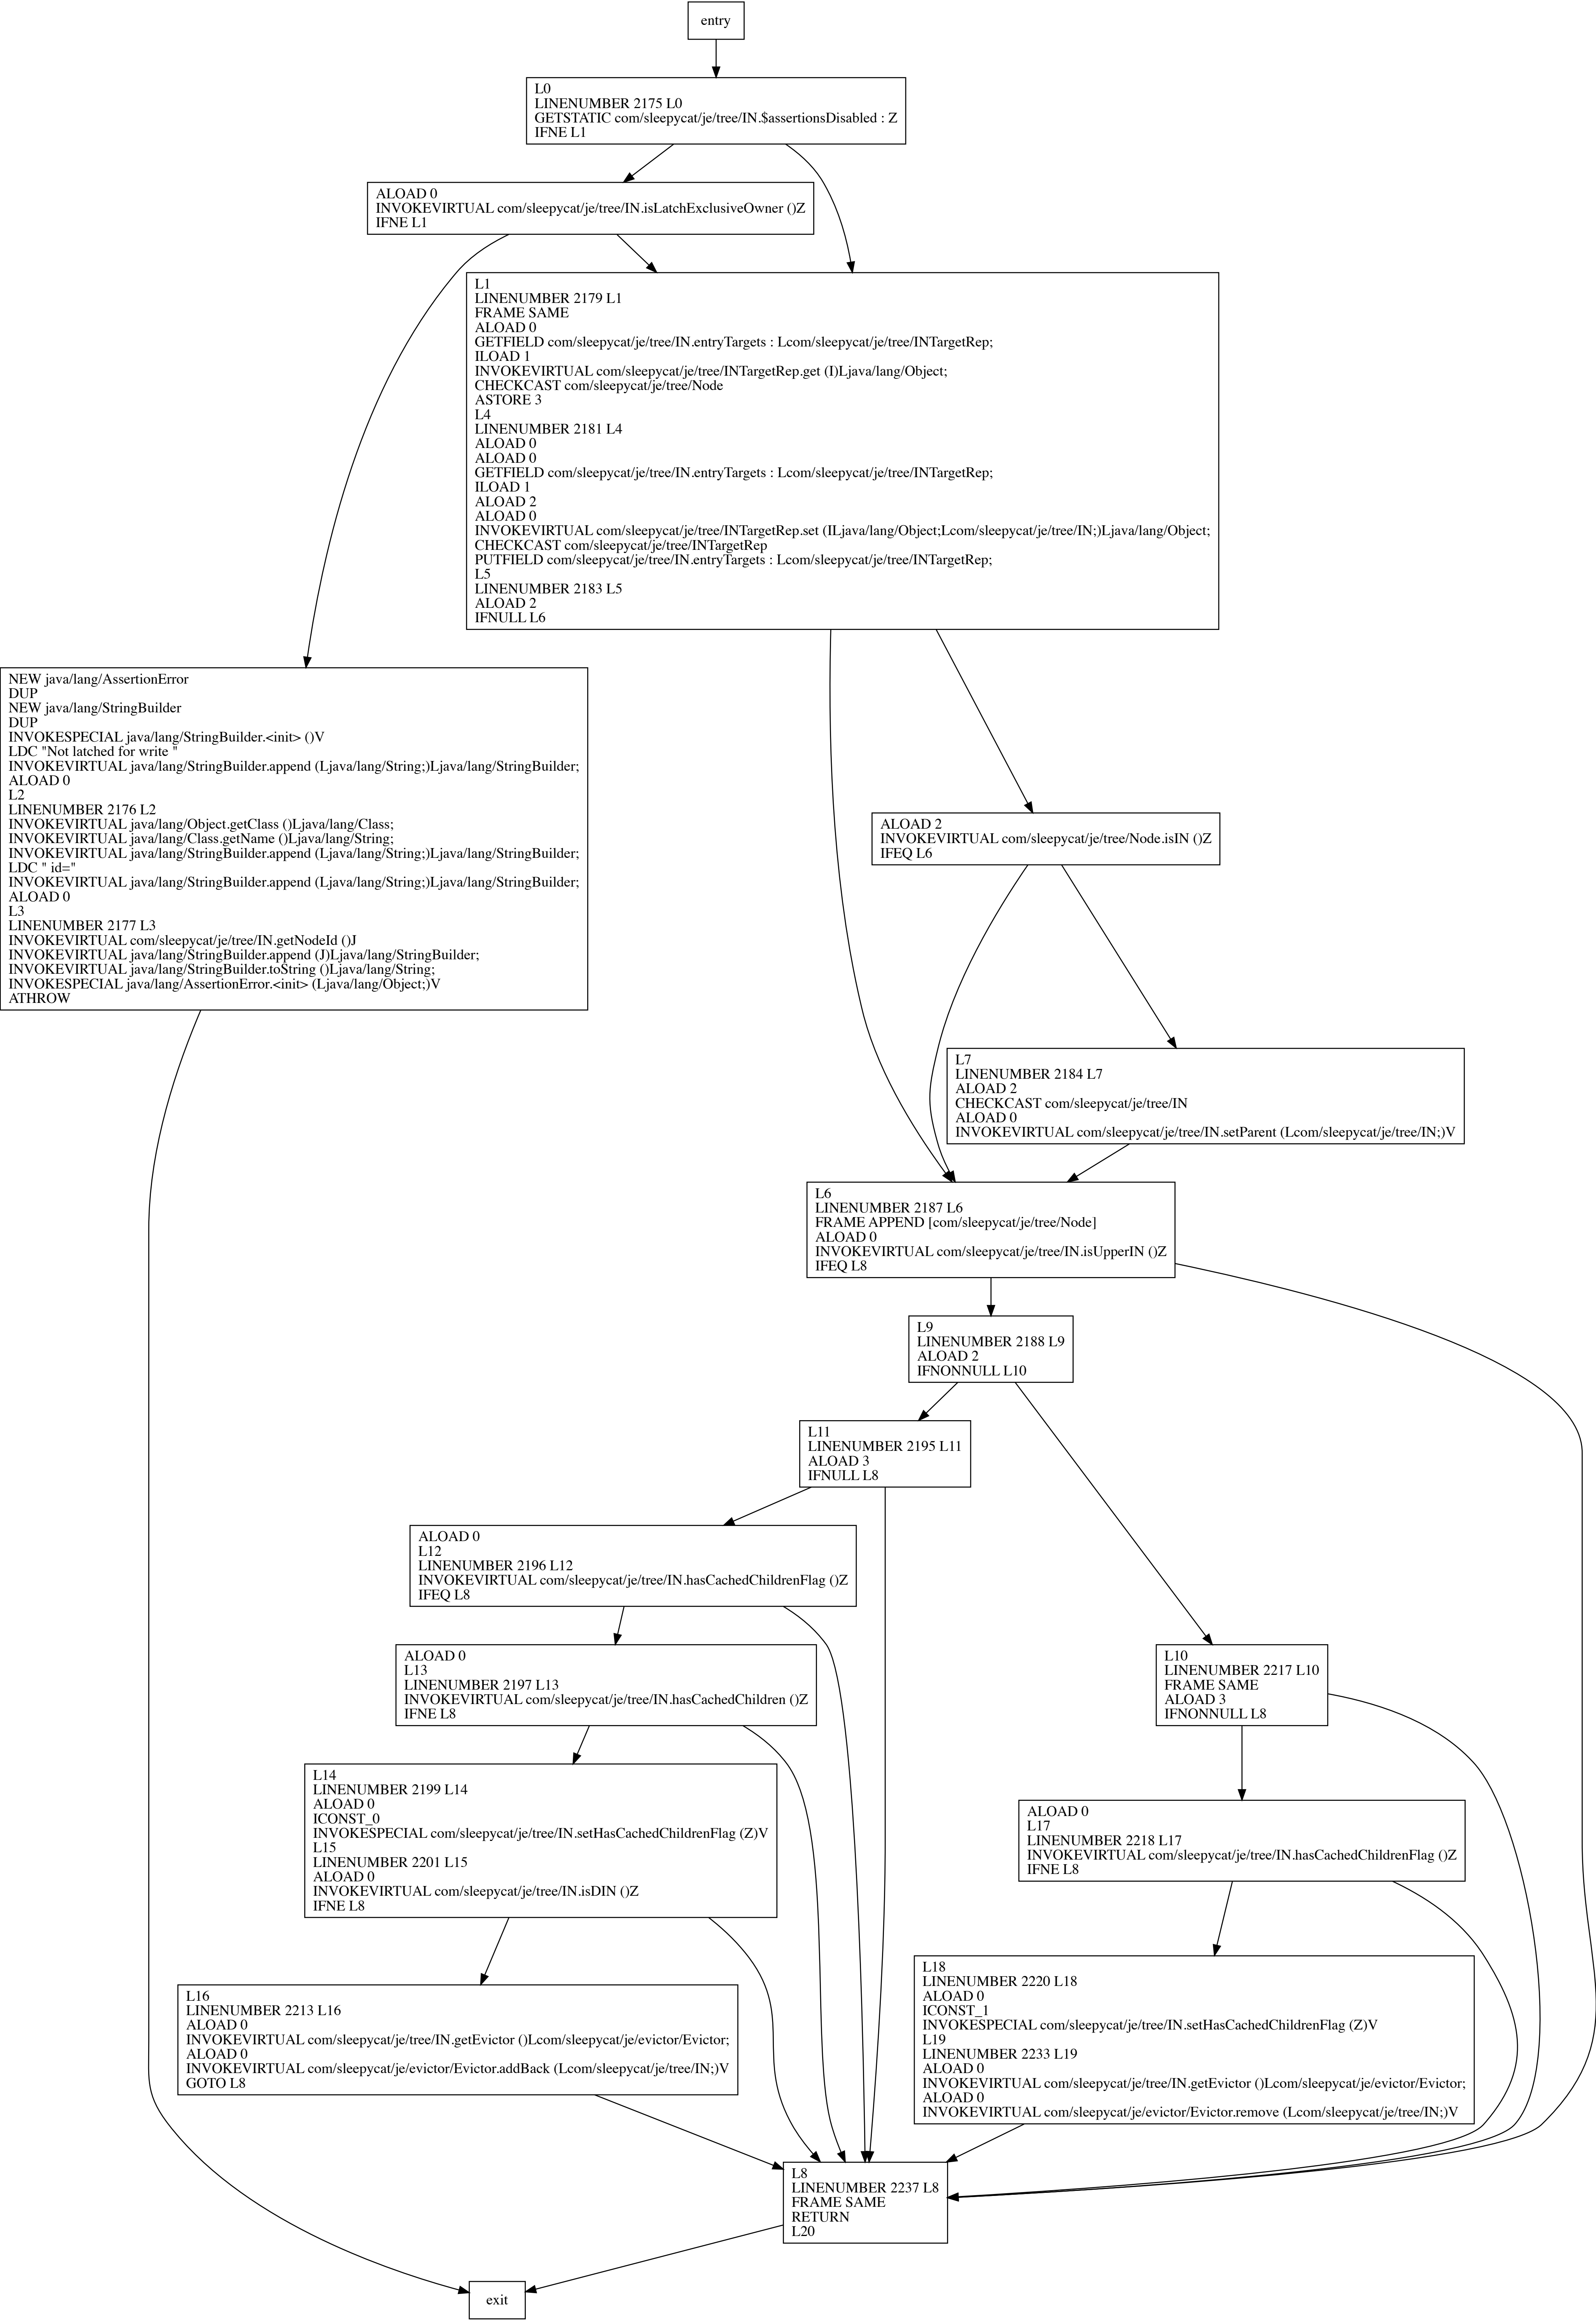 entry
L0
LINENUMBER 2175 L0
GETSTATIC com/sleepycat/je/tree/IN.$assertionsDisabled : Z
IFNE L1
ALOAD 0
INVOKEVIRTUAL com/sleepycat/je/tree/IN.isLatchExclusiveOwner ()Z
IFNE L1
L1
LINENUMBER 2179 L1
FRAME SAME
ALOAD 0
GETFIELD com/sleepycat/je/tree/IN.entryTargets : Lcom/sleepycat/je/tree/INTargetRep;
ILOAD 1
INVOKEVIRTUAL com/sleepycat/je/tree/INTargetRep.get (I)Ljava/lang/Object;
CHECKCAST com/sleepycat/je/tree/Node
ASTORE 3
L4
LINENUMBER 2181 L4
ALOAD 0
ALOAD 0
GETFIELD com/sleepycat/je/tree/IN.entryTargets : Lcom/sleepycat/je/tree/INTargetRep;
ILOAD 1
ALOAD 2
ALOAD 0
INVOKEVIRTUAL com/sleepycat/je/tree/INTargetRep.set (ILjava/lang/Object;Lcom/sleepycat/je/tree/IN;)Ljava/lang/Object;
CHECKCAST com/sleepycat/je/tree/INTargetRep
PUTFIELD com/sleepycat/je/tree/IN.entryTargets : Lcom/sleepycat/je/tree/INTargetRep;
L5
LINENUMBER 2183 L5
ALOAD 2
IFNULL L6
NEW java/lang/AssertionError
DUP
NEW java/lang/StringBuilder
DUP
INVOKESPECIAL java/lang/StringBuilder.<init> ()V
LDC "Not latched for write "
INVOKEVIRTUAL java/lang/StringBuilder.append (Ljava/lang/String;)Ljava/lang/StringBuilder;
ALOAD 0
L2
LINENUMBER 2176 L2
INVOKEVIRTUAL java/lang/Object.getClass ()Ljava/lang/Class;
INVOKEVIRTUAL java/lang/Class.getName ()Ljava/lang/String;
INVOKEVIRTUAL java/lang/StringBuilder.append (Ljava/lang/String;)Ljava/lang/StringBuilder;
LDC " id="
INVOKEVIRTUAL java/lang/StringBuilder.append (Ljava/lang/String;)Ljava/lang/StringBuilder;
ALOAD 0
L3
LINENUMBER 2177 L3
INVOKEVIRTUAL com/sleepycat/je/tree/IN.getNodeId ()J
INVOKEVIRTUAL java/lang/StringBuilder.append (J)Ljava/lang/StringBuilder;
INVOKEVIRTUAL java/lang/StringBuilder.toString ()Ljava/lang/String;
INVOKESPECIAL java/lang/AssertionError.<init> (Ljava/lang/Object;)V
ATHROW
ALOAD 2
INVOKEVIRTUAL com/sleepycat/je/tree/Node.isIN ()Z
IFEQ L6
L7
LINENUMBER 2184 L7
ALOAD 2
CHECKCAST com/sleepycat/je/tree/IN
ALOAD 0
INVOKEVIRTUAL com/sleepycat/je/tree/IN.setParent (Lcom/sleepycat/je/tree/IN;)V
L6
LINENUMBER 2187 L6
FRAME APPEND [com/sleepycat/je/tree/Node]
ALOAD 0
INVOKEVIRTUAL com/sleepycat/je/tree/IN.isUpperIN ()Z
IFEQ L8
L9
LINENUMBER 2188 L9
ALOAD 2
IFNONNULL L10
L11
LINENUMBER 2195 L11
ALOAD 3
IFNULL L8
ALOAD 0
L12
LINENUMBER 2196 L12
INVOKEVIRTUAL com/sleepycat/je/tree/IN.hasCachedChildrenFlag ()Z
IFEQ L8
ALOAD 0
L13
LINENUMBER 2197 L13
INVOKEVIRTUAL com/sleepycat/je/tree/IN.hasCachedChildren ()Z
IFNE L8
L10
LINENUMBER 2217 L10
FRAME SAME
ALOAD 3
IFNONNULL L8
L14
LINENUMBER 2199 L14
ALOAD 0
ICONST_0
INVOKESPECIAL com/sleepycat/je/tree/IN.setHasCachedChildrenFlag (Z)V
L15
LINENUMBER 2201 L15
ALOAD 0
INVOKEVIRTUAL com/sleepycat/je/tree/IN.isDIN ()Z
IFNE L8
ALOAD 0
L17
LINENUMBER 2218 L17
INVOKEVIRTUAL com/sleepycat/je/tree/IN.hasCachedChildrenFlag ()Z
IFNE L8
L16
LINENUMBER 2213 L16
ALOAD 0
INVOKEVIRTUAL com/sleepycat/je/tree/IN.getEvictor ()Lcom/sleepycat/je/evictor/Evictor;
ALOAD 0
INVOKEVIRTUAL com/sleepycat/je/evictor/Evictor.addBack (Lcom/sleepycat/je/tree/IN;)V
GOTO L8
L18
LINENUMBER 2220 L18
ALOAD 0
ICONST_1
INVOKESPECIAL com/sleepycat/je/tree/IN.setHasCachedChildrenFlag (Z)V
L19
LINENUMBER 2233 L19
ALOAD 0
INVOKEVIRTUAL com/sleepycat/je/tree/IN.getEvictor ()Lcom/sleepycat/je/evictor/Evictor;
ALOAD 0
INVOKEVIRTUAL com/sleepycat/je/evictor/Evictor.remove (Lcom/sleepycat/je/tree/IN;)V
L8
LINENUMBER 2237 L8
FRAME SAME
RETURN
L20
exit